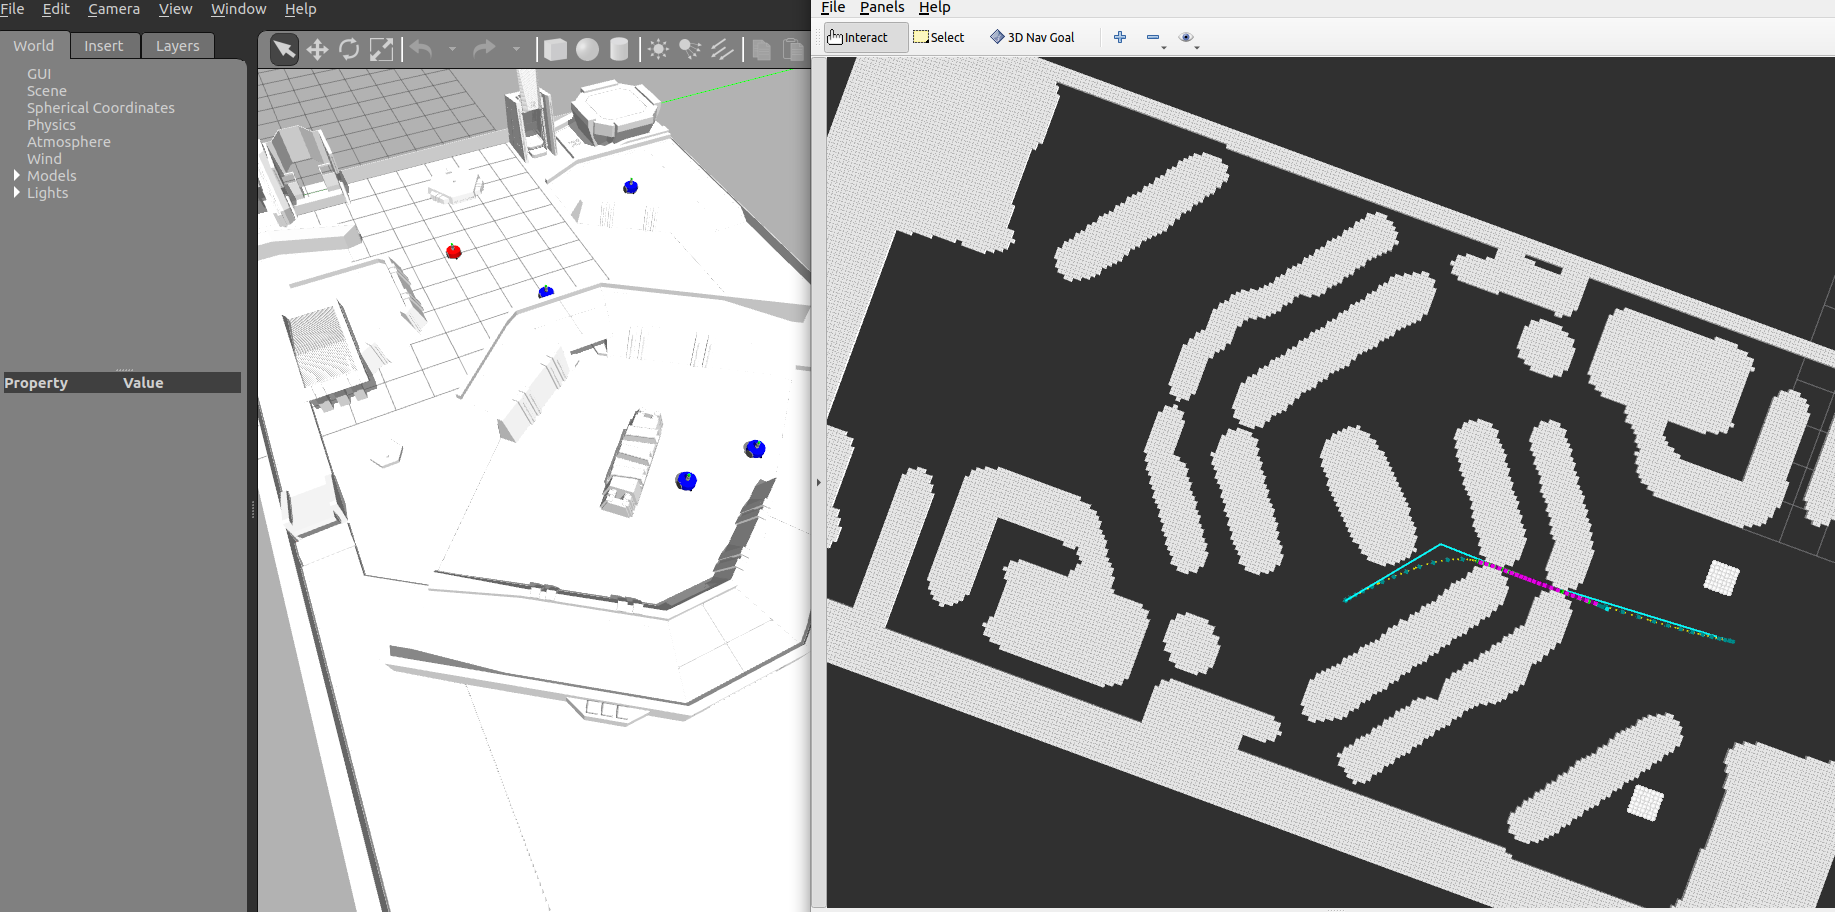 File Edit Camera View Window Help
World Insert Layers
GUI
Scene
Spherical Coordinates
Physics
Atmosphere
Wind
Models
Lights
Property Value
File Panels Help
Interact Select 3D Nav Goal